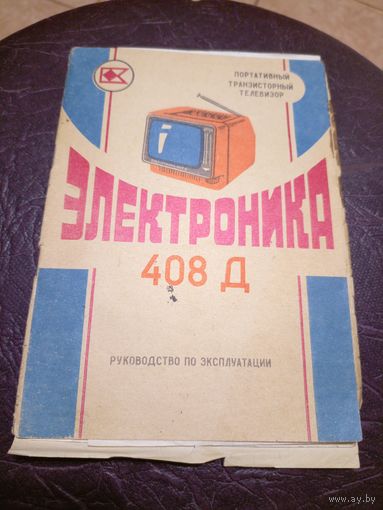 ПОРТАТИВНЫЙ
ТРАНЗИСТОРНЫЙ
ТЕЛЕВИЗОР
ЭЛЕКТРОНИКА
408 Д
РУКОВОДСТВО ПО ЭКСПЛУАТАЦИИ
www.ay.by